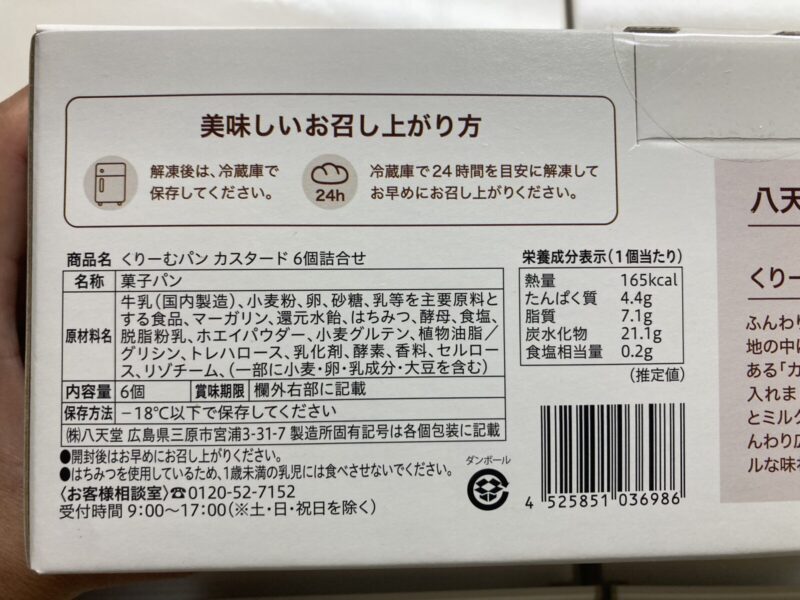 美味しいお召し上がり方
解凍後は、冷蔵庫で
保存してください。
24h
冷蔵庫で24時間を目安に解凍して
お早めにお召し上がりください。
商品名 くりーむパン カスタード 6個詰合せ
名称 菓子パン
原材料名 牛乳(国内製造)、小麦粉、卵、砂糖、乳等を主要原料と
する食品、マーガリン、還元水飴、はちみつ、酵母、食塩、
脱脂粉乳、ホエイパウダー、小麦グルテン、植物油脂/
グリシン、トレハロース、乳化剤、酵素、香料、セルロー
ス、リゾチーム、(一部に小麦・卵・乳成分・大豆を含む)
内容量 6個 賞味期限 欄外右部に記載
保存方法 −18℃以下で保存してください
㈱八天堂 広島県三原市宮浦3-31-7 製造所固有記号は各個包装に記載
●開封後はお早めにお召し上がりください。
●はちみつを使用しているため、1歳未満の乳児には食べさせないでください。
〈お客様相談室〉☎0120-52-7152
受付時間 9:00〜17:00(※土・日・祝日を除く)
栄養成分表示(1個当たり)
熱量 165kcal
たんぱく質 4.4g
脂質 7.1g
炭水化物 21.1g
食塩相当量 0.2g
(推定値)
ダンボール
4 525851 036986
八天
くりー
ふんわり
地の中に
ある「カ
入れま
とミルク
んわり広
ルな味わ